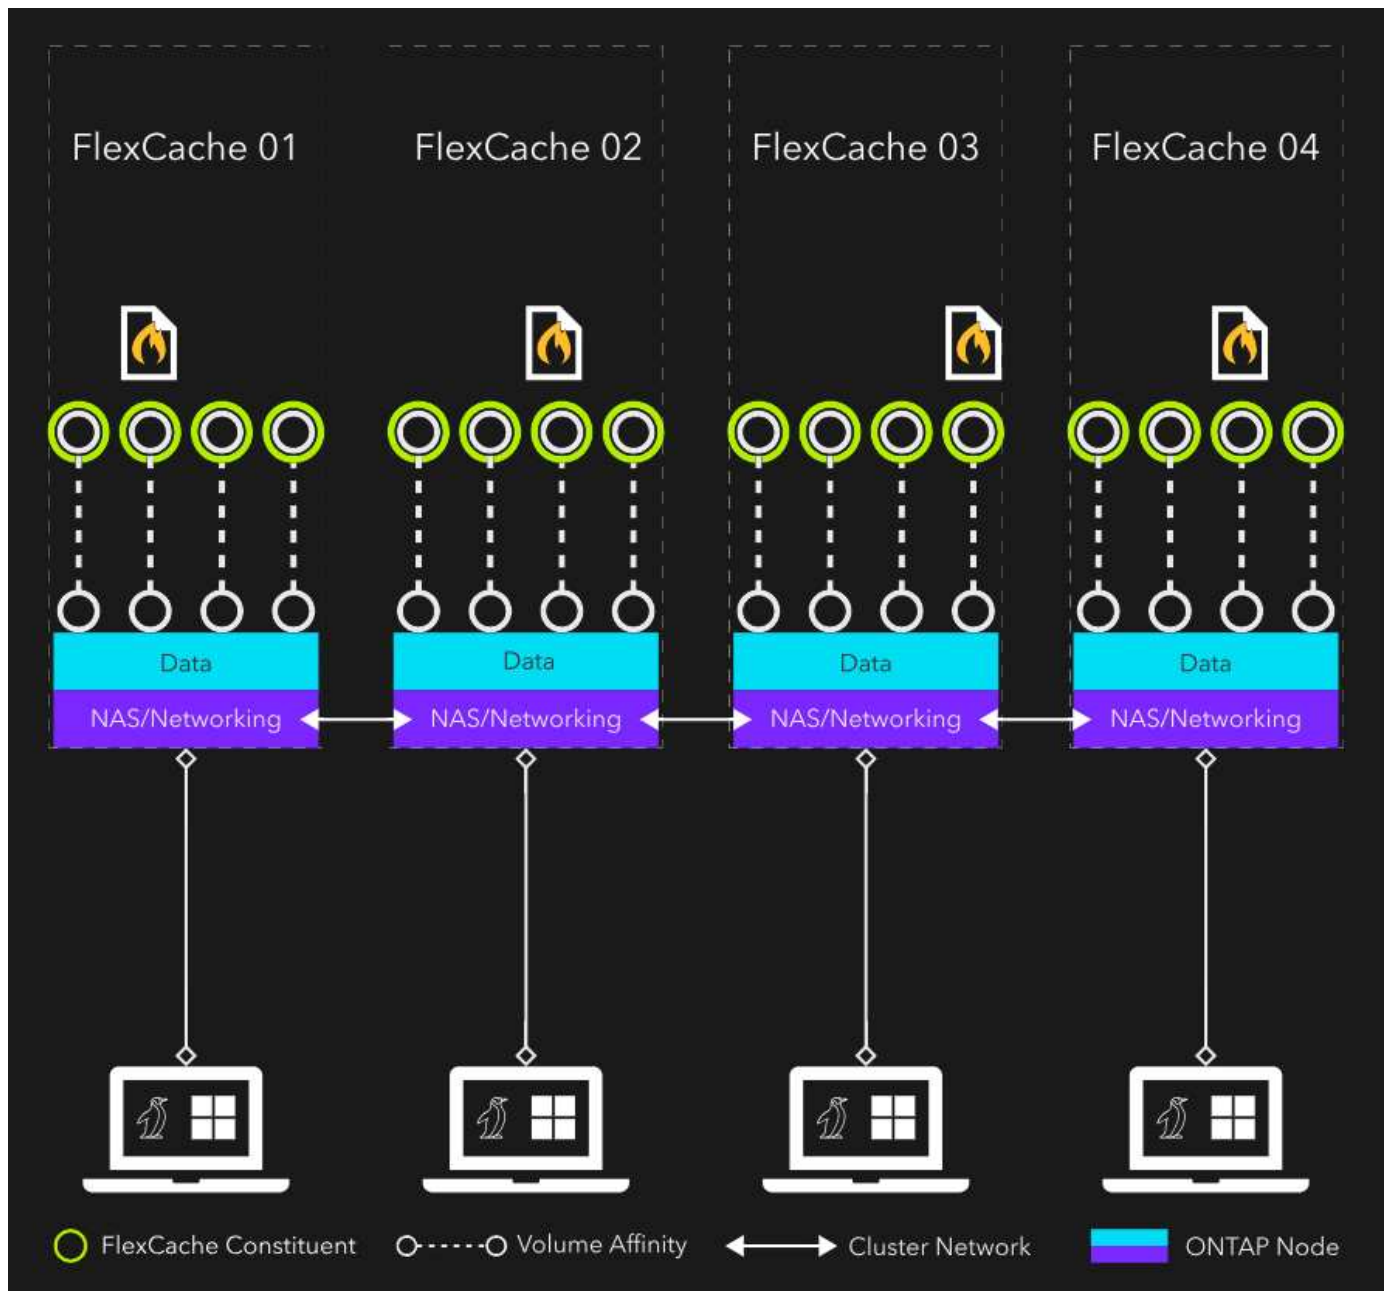 FlexCache 01
FlexCache 02
FlexCache 03
FlexCache 04
Data
Data
Data
Data
NAS/Networking
NAS/Networking
NAS/Networking
NAS/Networking
FlexCache Constituent
Volume Affinity
Cluster Network
ONTAP Node